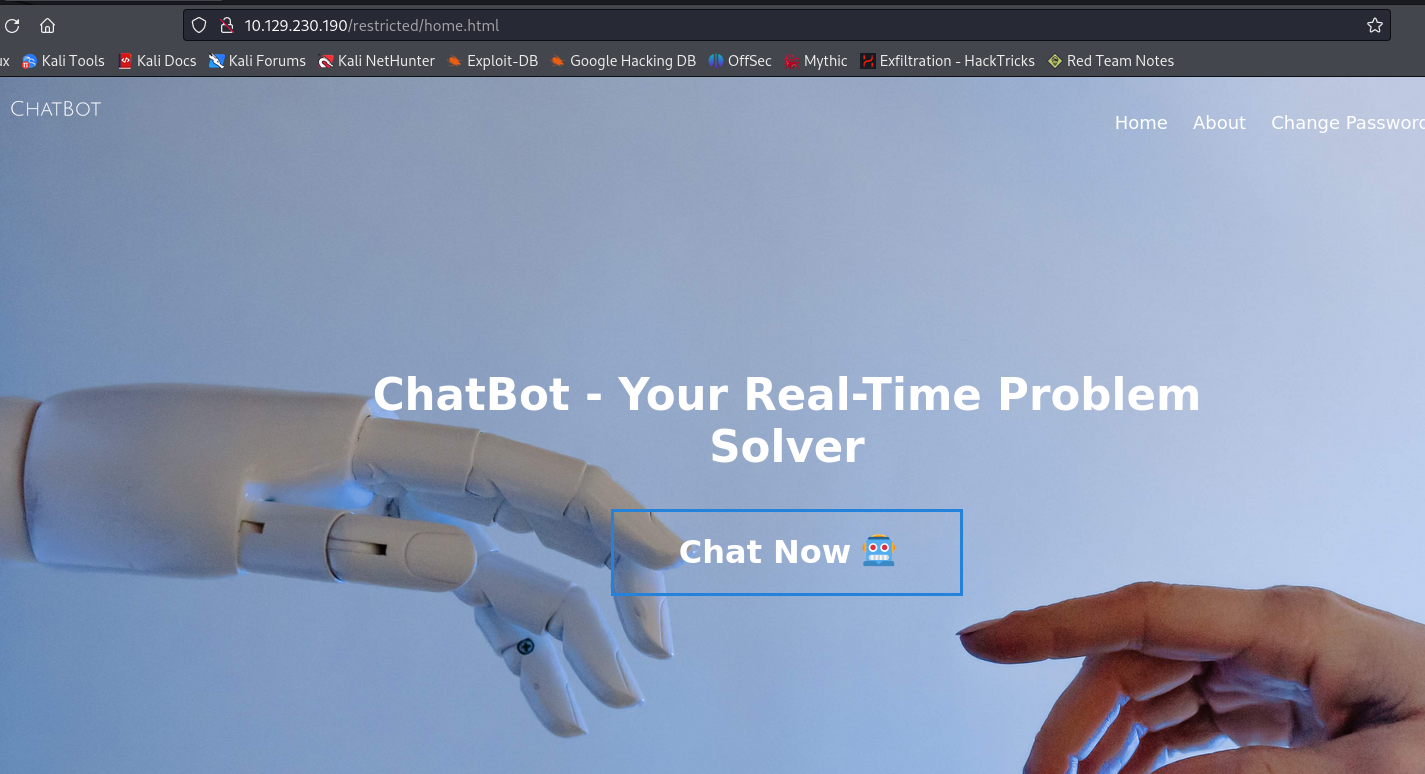 10.129.230.190/restricted/home.html
ux Kali Tools Kali Docs Kali Forums Kali NetHunter Exploit-DB Google Hacking DB OffSec Mythic Exfiltration - HackTricks Red Team Notes
CHATBOT
Home About Change Password
ChatBot - Your Real-Time Problem
Solver
Chat Now 🤖